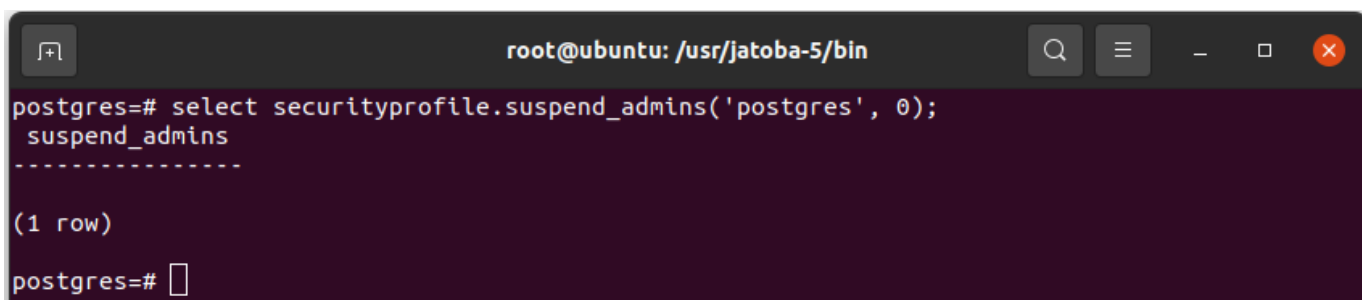 root@ubuntu: /usr/jatoba-5/bin
postgres=# select securityprofile.suspend_admins('postgres', 0);
 suspend_admins
----------------
(1 row)
postgres=#